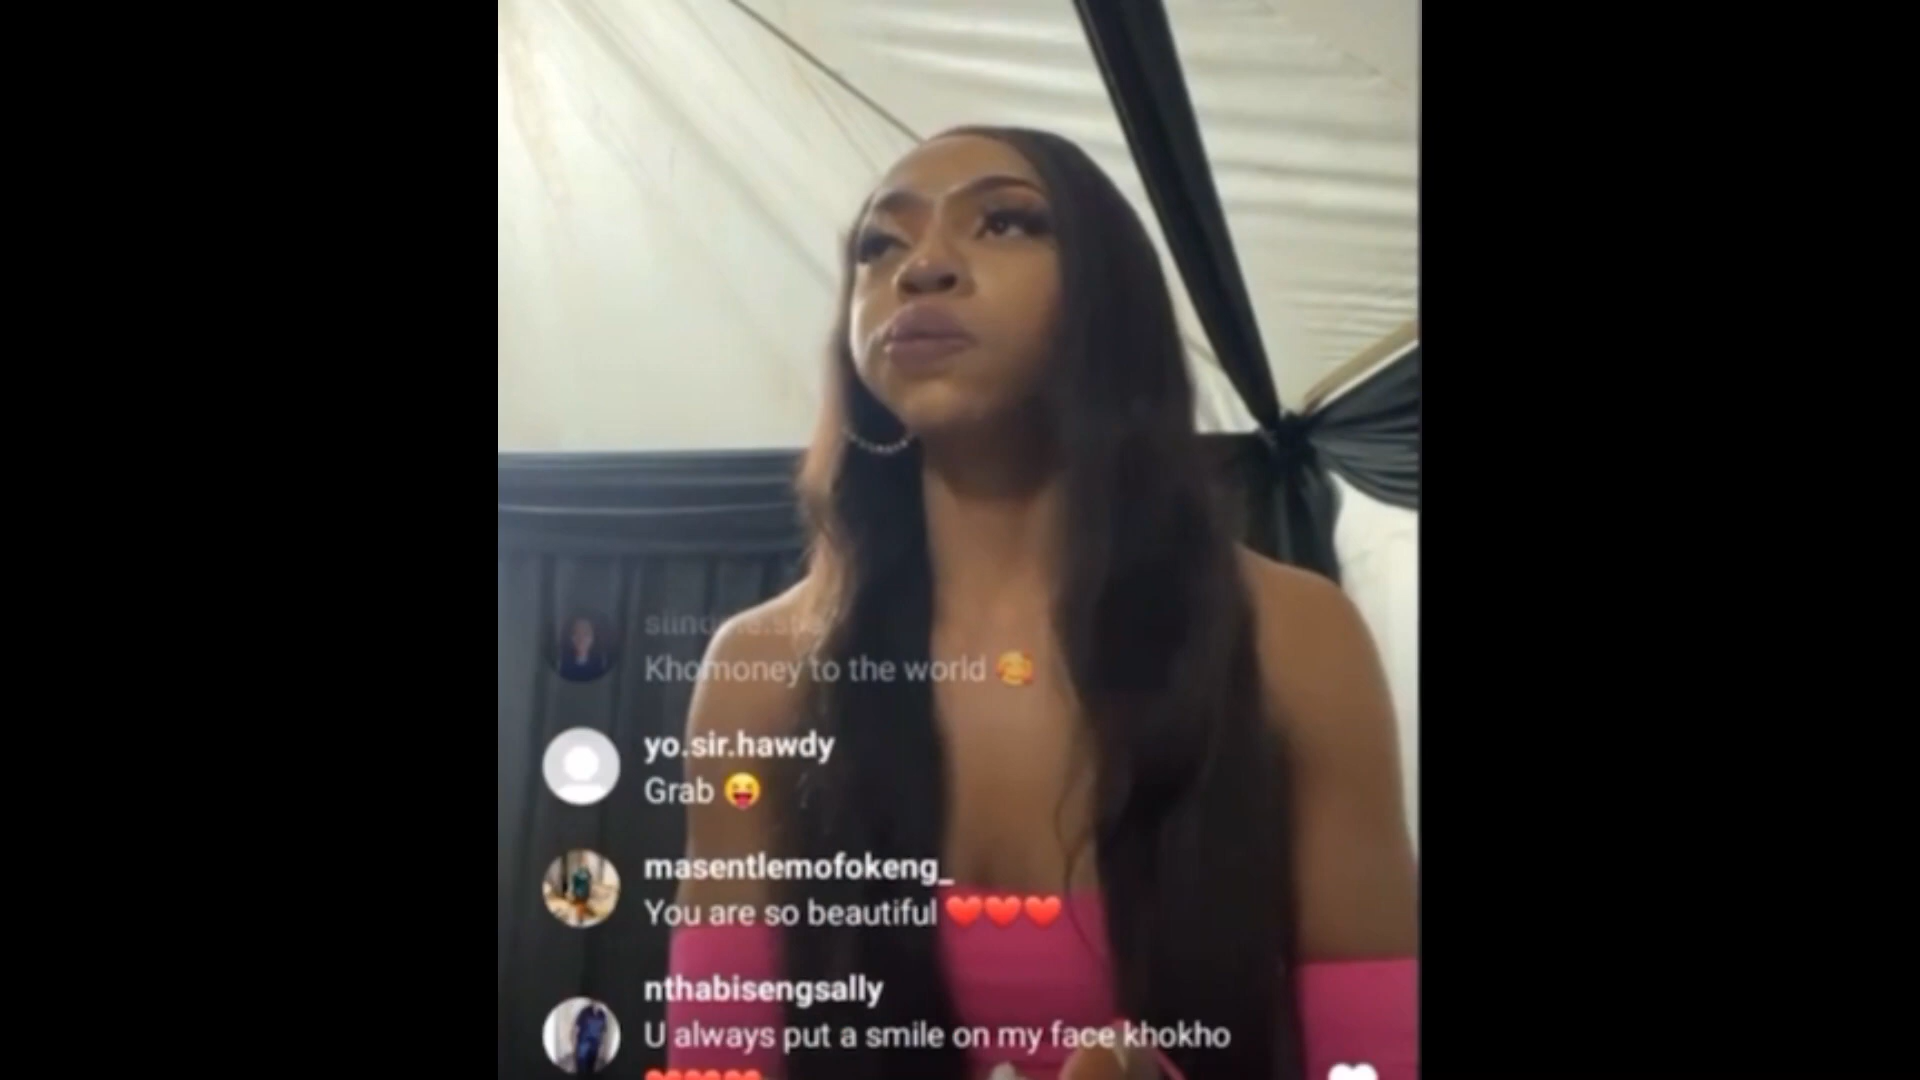 Khomoney to the world 🥰
yo.sir.hawdy
Grab 😝
masentlemofokeng_
You are so beautiful ❤️❤️❤️
nthabisengsally
U always put a smile on my face khokho
❤️❤️❤️